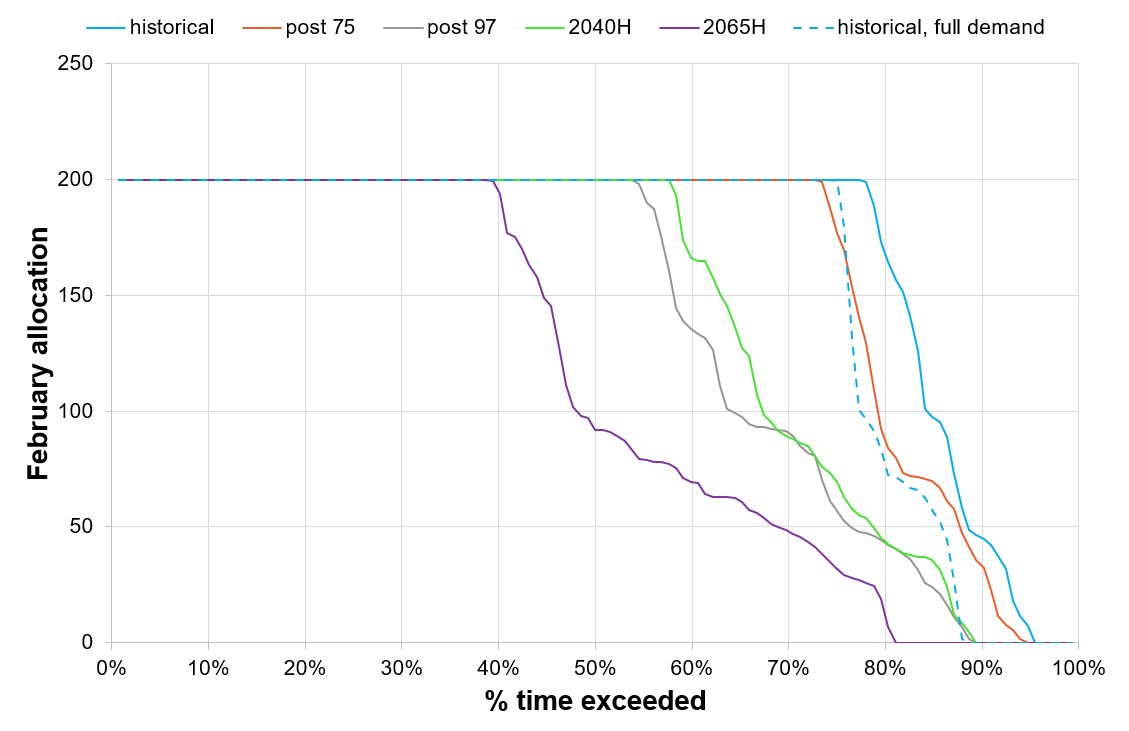 historical post 75 post 97 2040H 2065H historical, full demand
250
200
150
100
50
0
February allocation
0% 10% 20% 30% 40% 50% 60% 70% 80% 90% 100%
% time exceeded